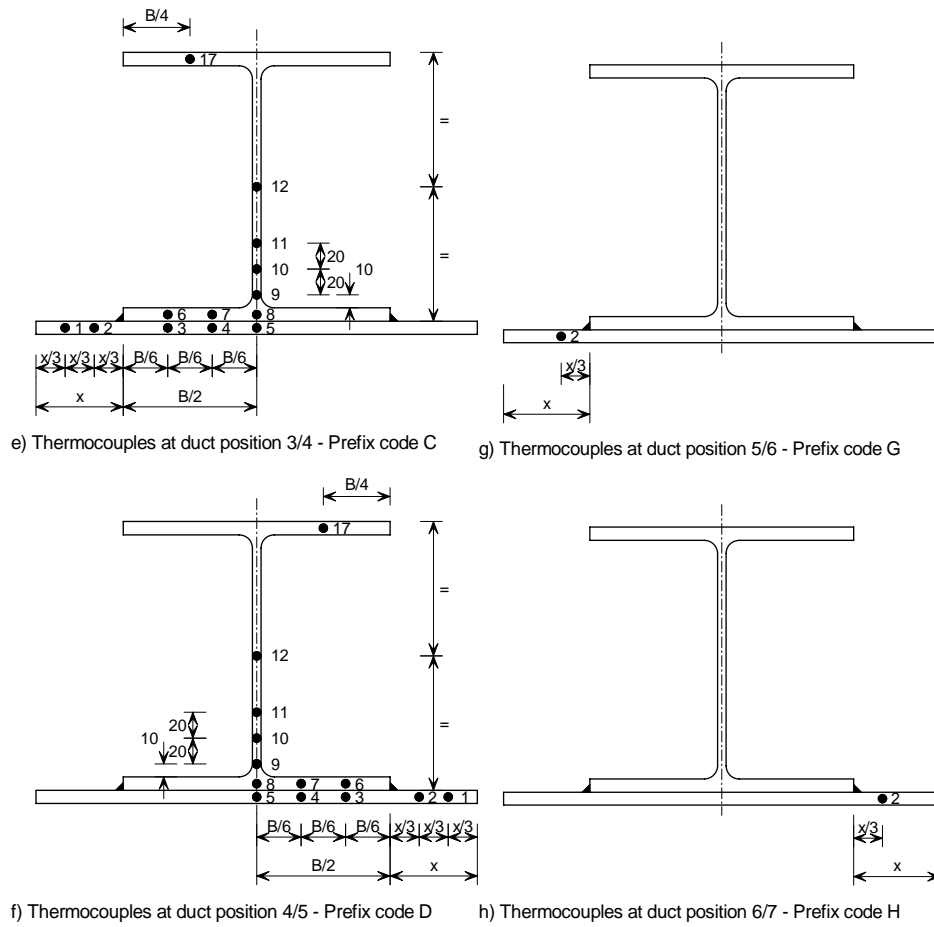 B/4
17
=
12
11
20
10
10
20
9
=
6 7 8
1 2 3 4 5
x/3 x/3 x/3 B/6 B/6 B/6
x B/2
e) Thermocouples at duct position 3/4 - Prefix code C
2
x/3
x
g) Thermocouples at duct position 5/6 - Prefix code G
B/4
17
=
12
11
20
10
10
20
9
=
8 7 6
5 4 3 2 1
B/6 B/6 B/6 x/3 x/3 x/3
B/2 x
f) Thermocouples at duct position 4/5 - Prefix code D
2
x/3
x
h) Thermocouples at duct position 6/7 - Prefix code H